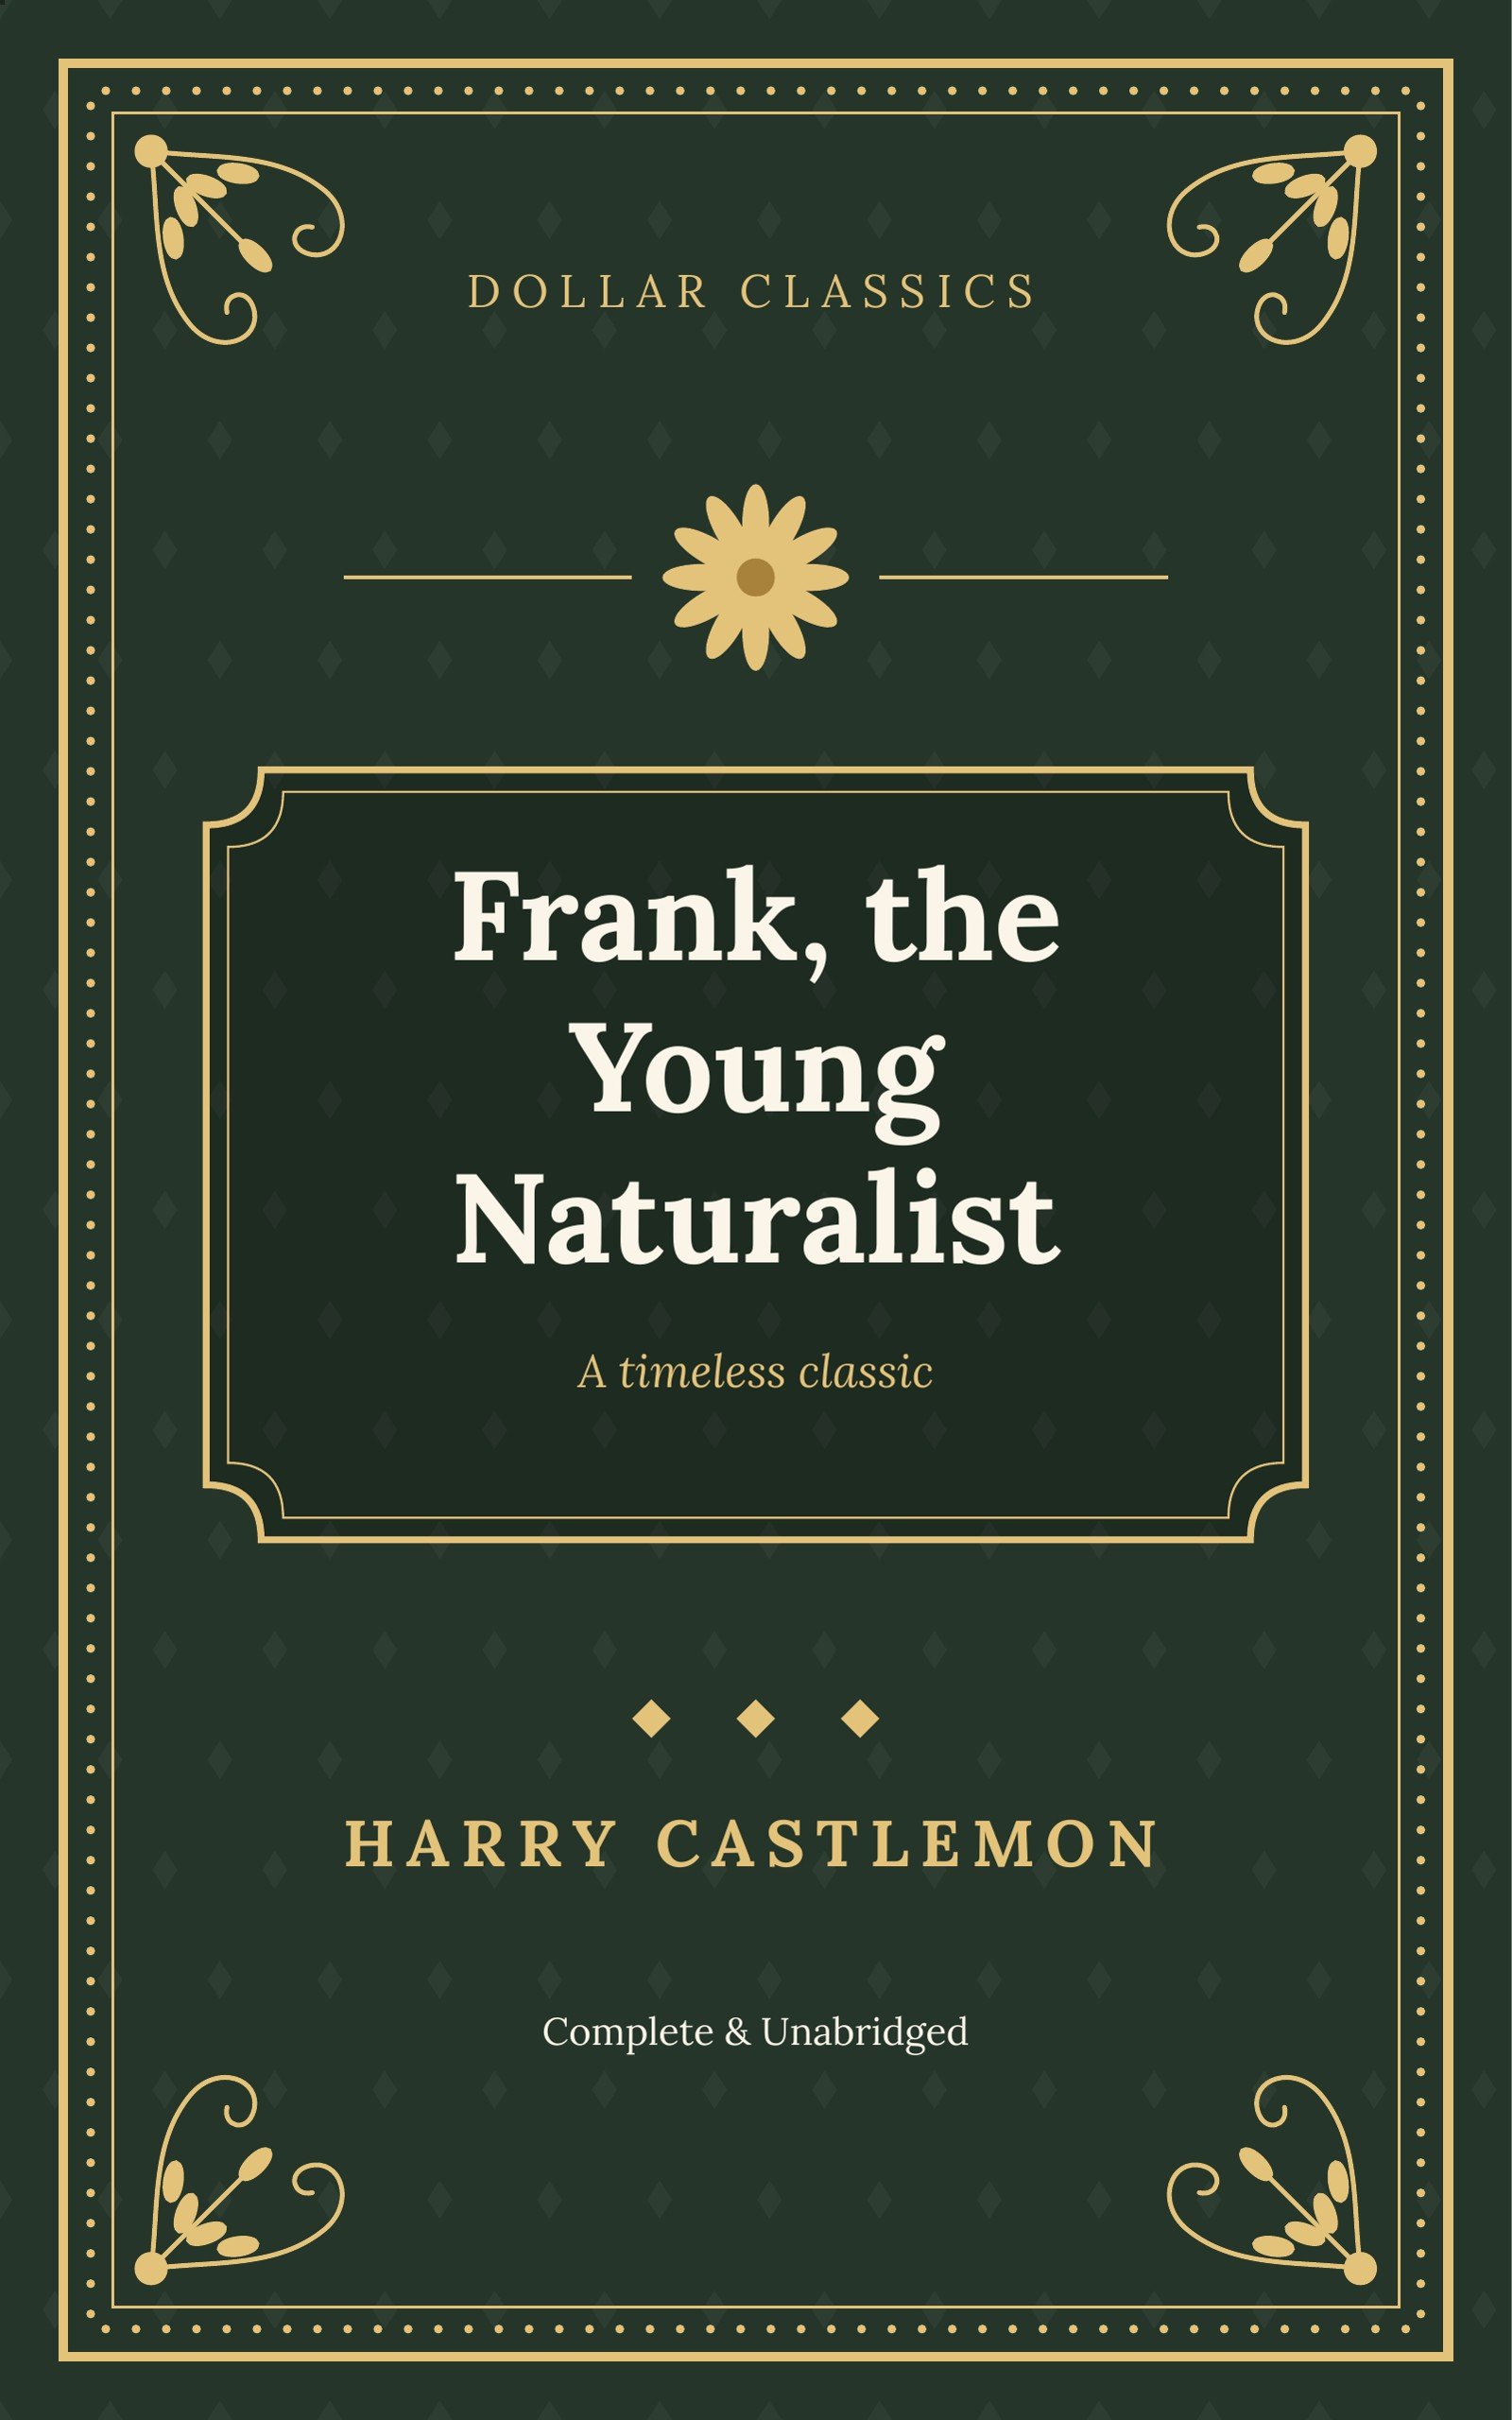 DOLLAR CLASSICS
Frank, the
Young
Naturalist
A timeless classic
HARRY CASTLEMON
Complete & Unabridged